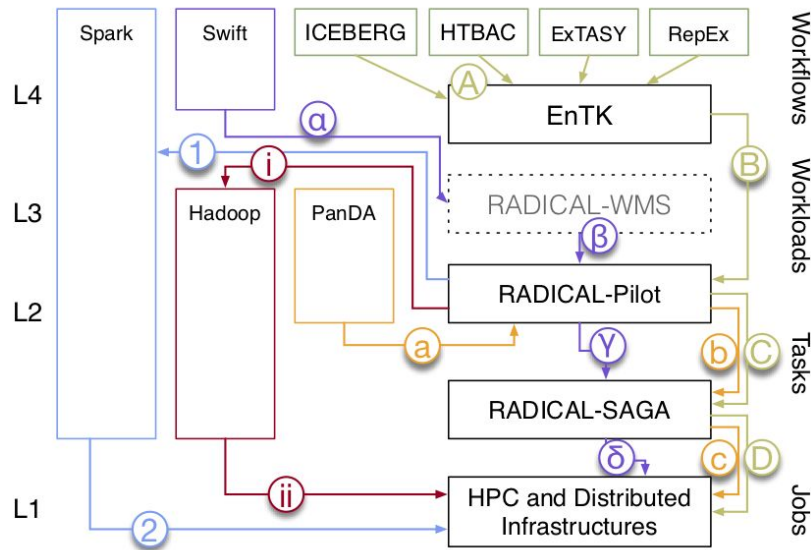 Spark
Swift
ICEBERG
HTBAC
ExTASY
RepEx
Workflows
L4
A
EnTK
α
1
i
B
Workloads
L3
Hadoop
PanDA
RADICAL-WMS
β
RADICAL-Pilot
L2
a
γ
b
C
Tasks
RADICAL-SAGA
δ
c
D
L1
ii
2
HPC and Distributed
Infrastructures
Jobs